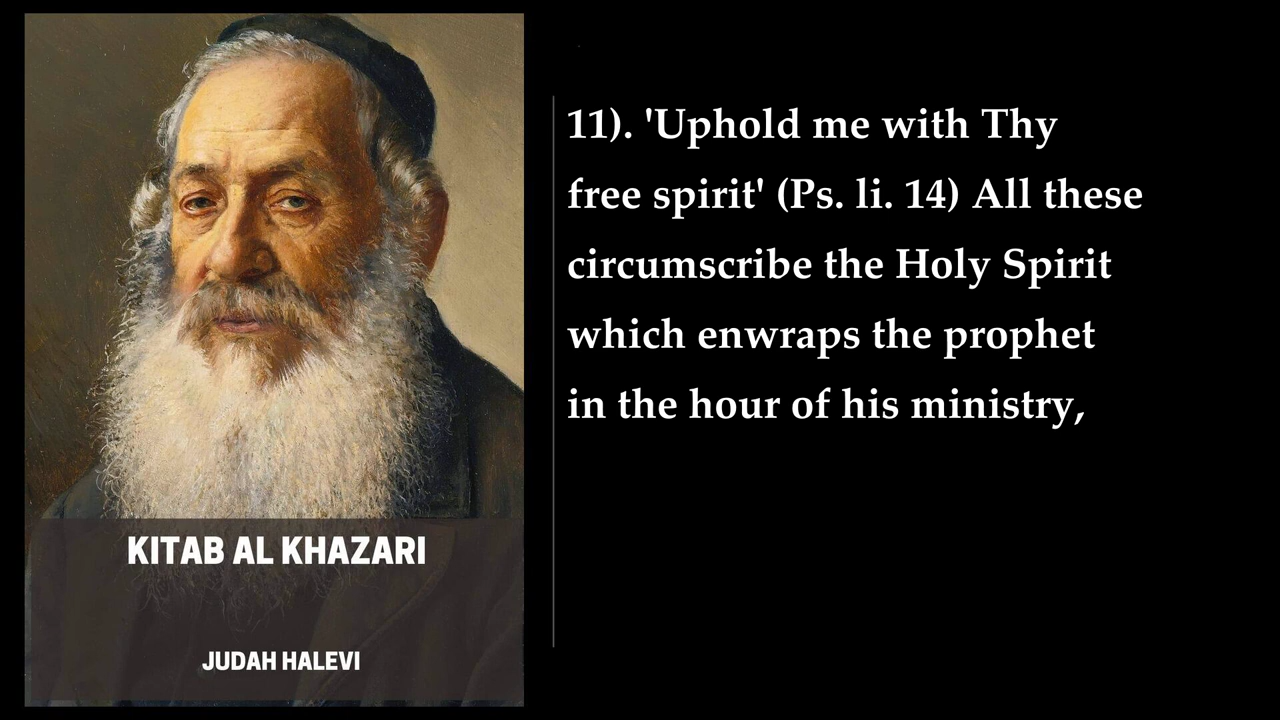 KITAB AL KHAZARI
JUDAH HALEVI
11). 'Uphold me with Thy
free spirit' (Ps. li. 14) All these
circumscribe the Holy Spirit
which enwraps the prophet
in the hour of his ministry,